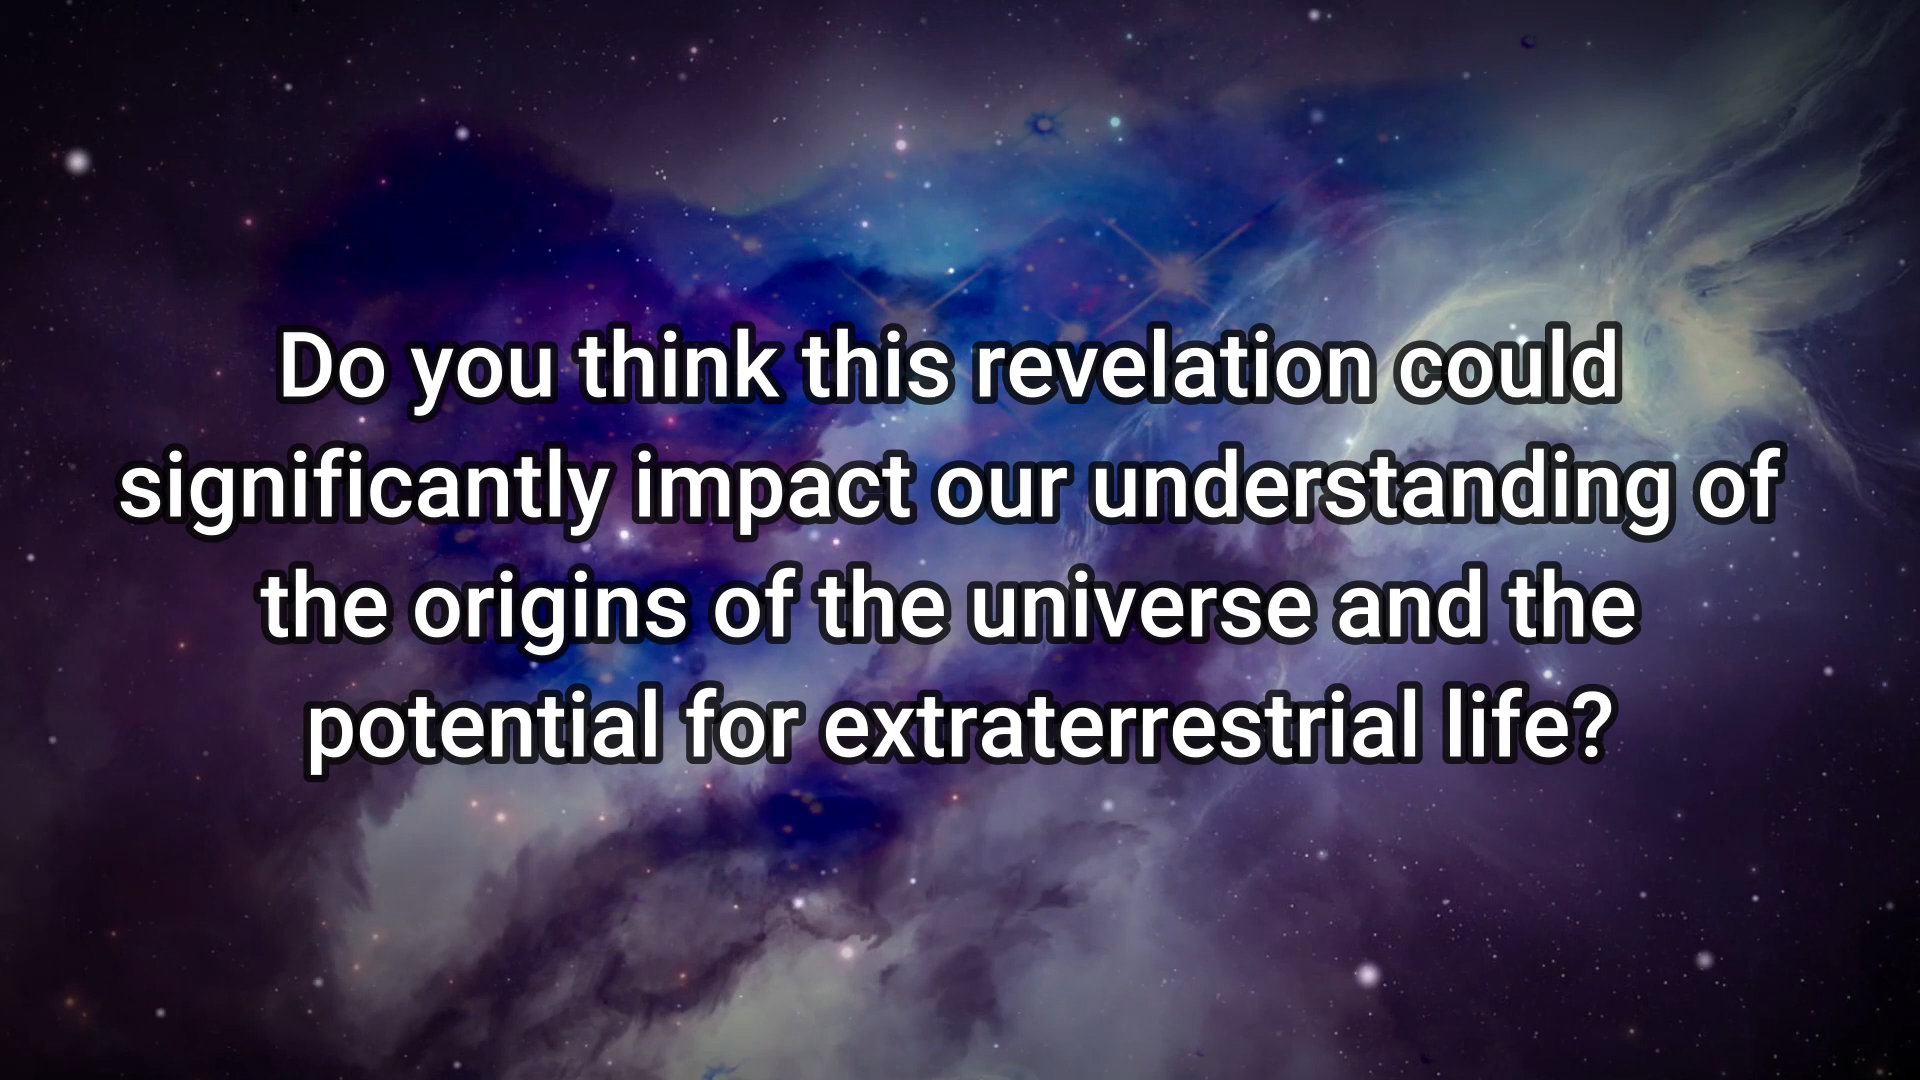 Do you think this revelation could
significantly impact our understanding of
the origins of the universe and the
potential for extraterrestrial life?